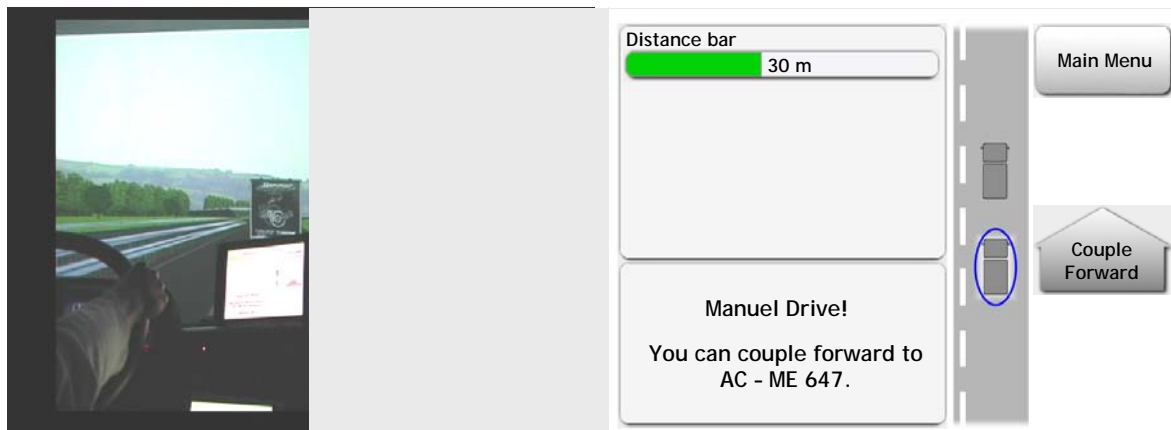 Distance bar
30 m
Main Menu
Couple
Forward
Manuel Drive!
You can couple forward to
AC - ME 647.